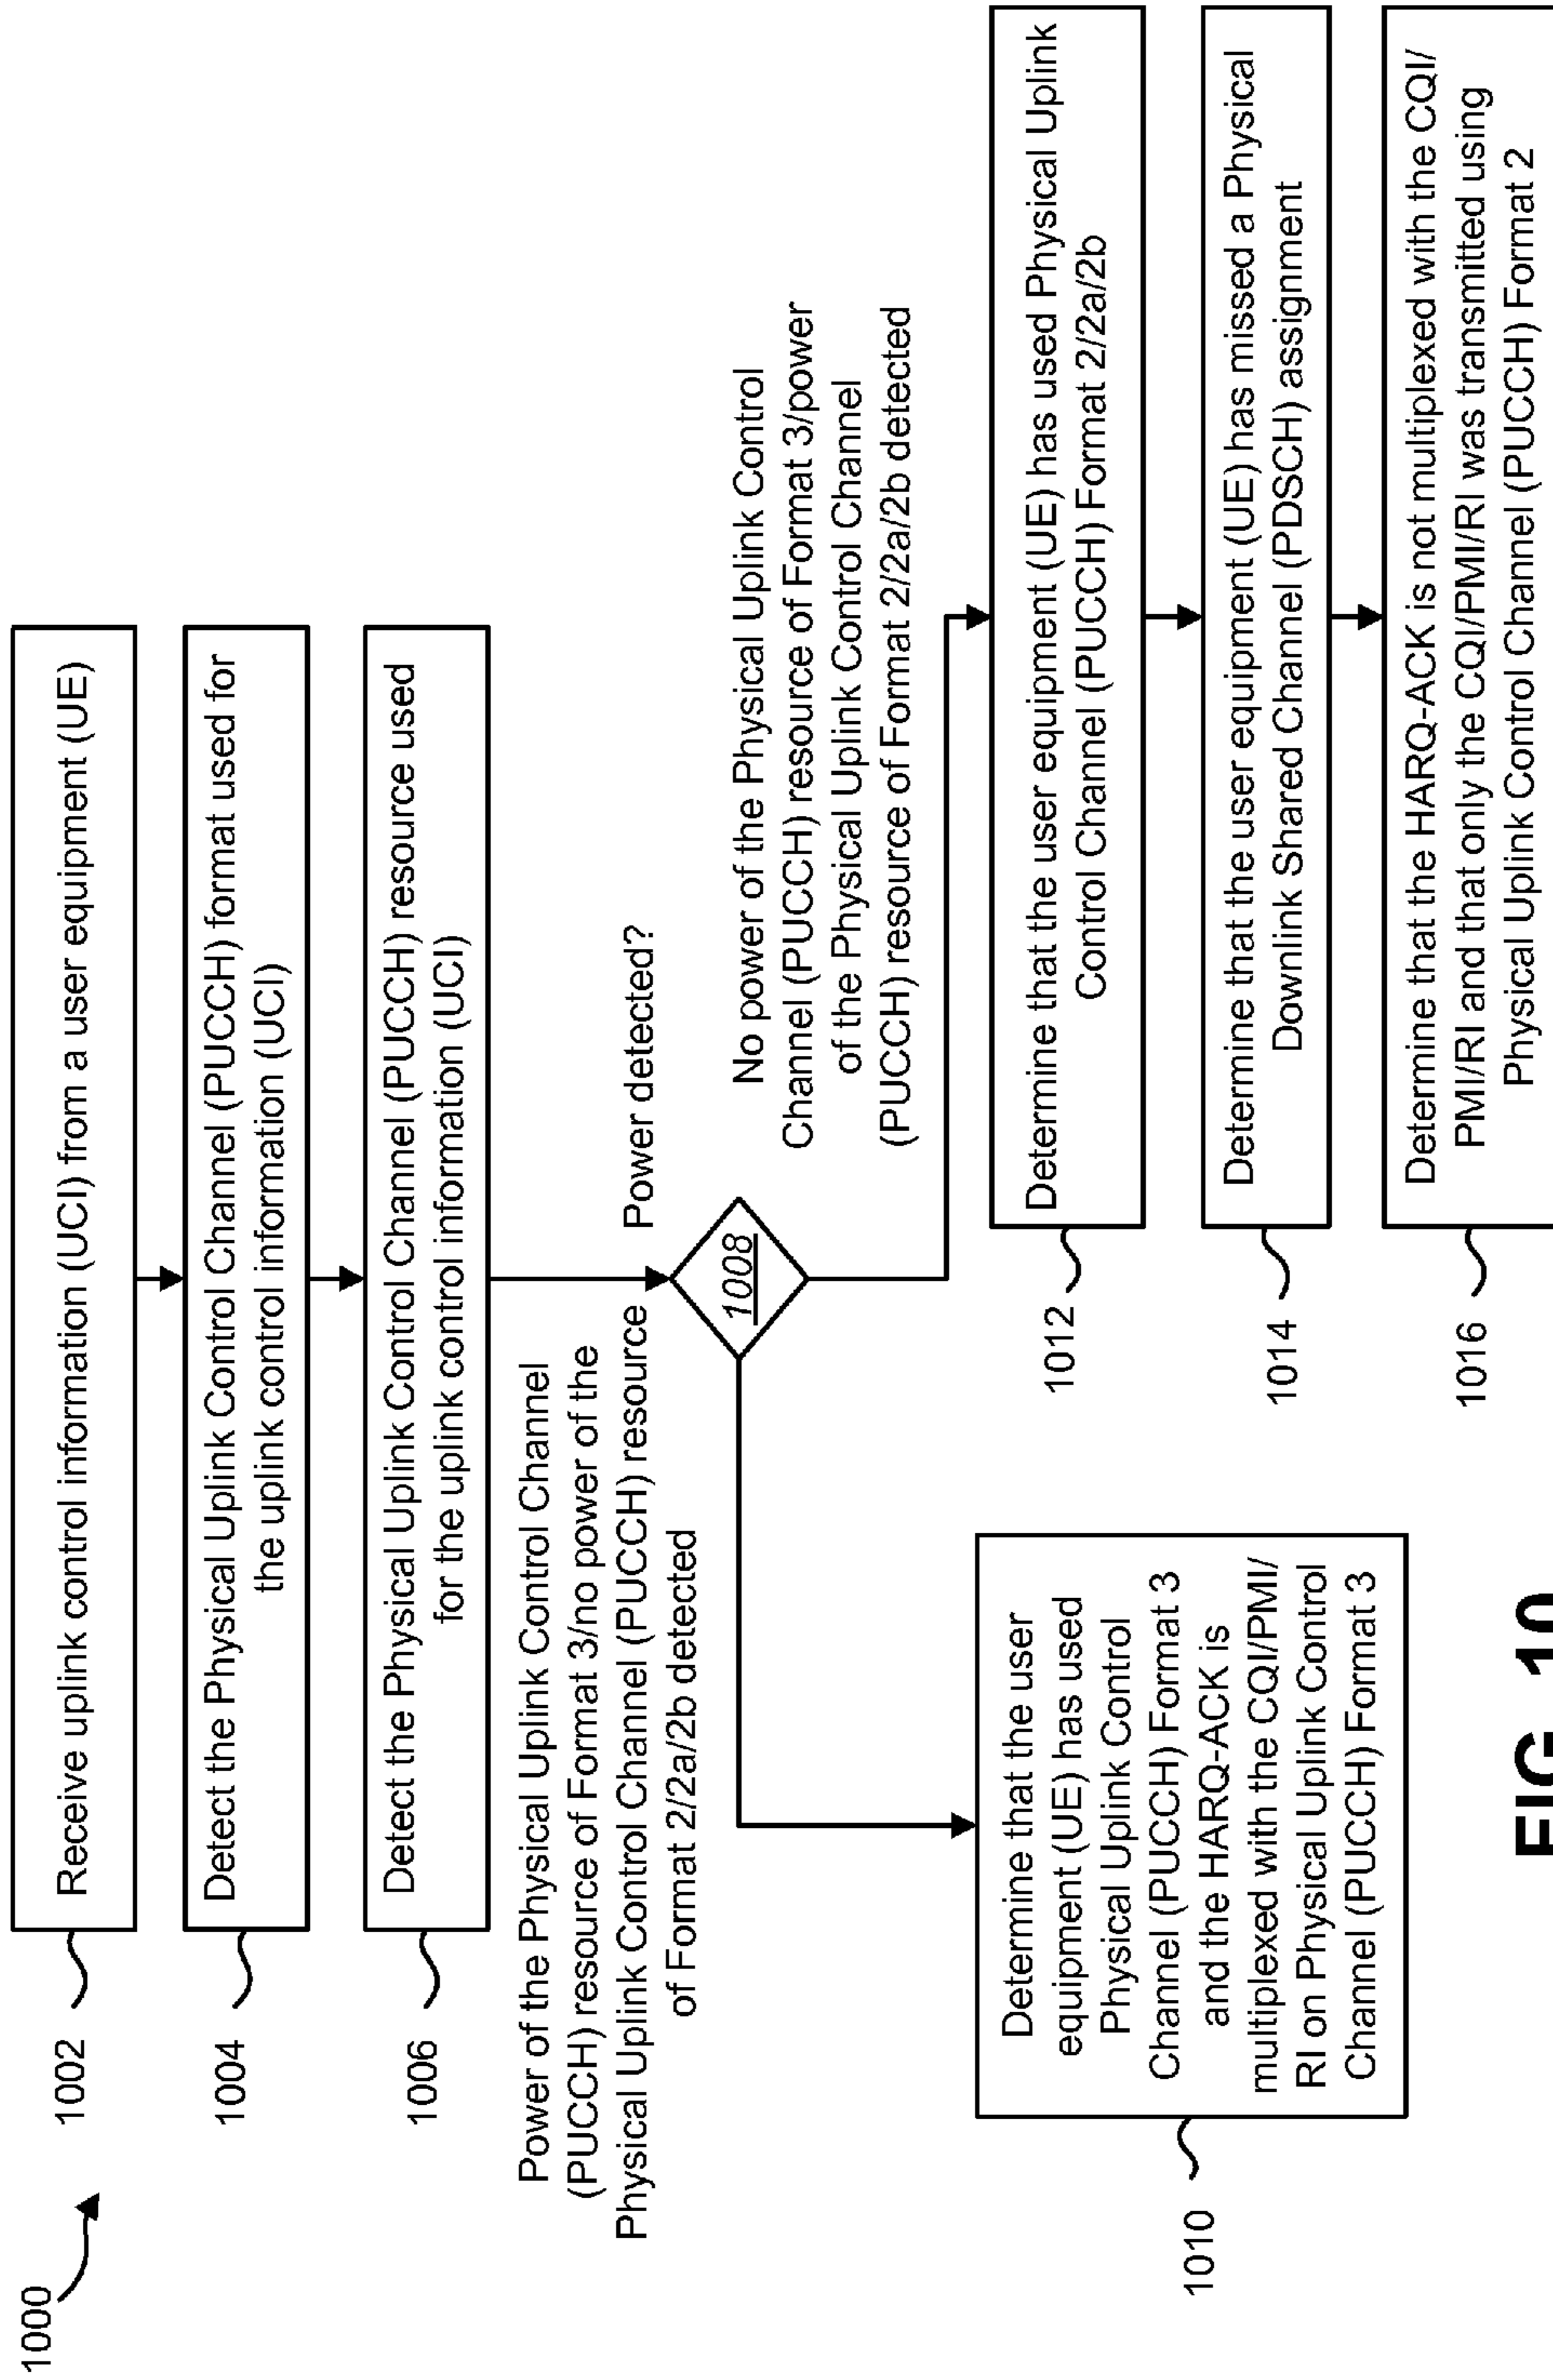 1000
1002
Receive uplink control information (UCI) from a user equipment (UE)
1004
Detect the Physical Uplink Control Channel (PUCCH) format used for
the uplink control information (UCI)
1006
Detect the Physical Uplink Control Channel (PUCCH) resource used
for the uplink control information (UCI)
Power detected?
1008
Power of the Physical Uplink Control Channel
(PUCCH) resource of Format 3/no power of the
Physical Uplink Control Channel (PUCCH) resource
of Format 2/2a/2b detected
No power of the Physical Uplink Control
Channel (PUCCH) resource of Format 3/power
of the Physical Uplink Control Channel
(PUCCH) resource of Format 2/2a/2b detected
1010
Determine that the user
equipment (UE) has used
Physical Uplink Control
Channel (PUCCH) Format 3
and the HARQ-ACK is
multiplexed with the CQI/PMI/
RI on Physical Uplink Control
Channel (PUCCH) Format 3
1012
Determine that the user equipment (UE) has used Physical Uplink
Control Channel (PUCCH) Format 2/2a/2b
1014
Determine that the user equipment (UE) has missed a Physical
Downlink Shared Channel (PDSCH) assignment
1016
Determine that the HARQ-ACK is not multiplexed with the CQI/
PMI/RI and that only the CQI/PMI/RI was transmitted using
Physical Uplink Control Channel (PUCCH) Format 2
FIG. 10